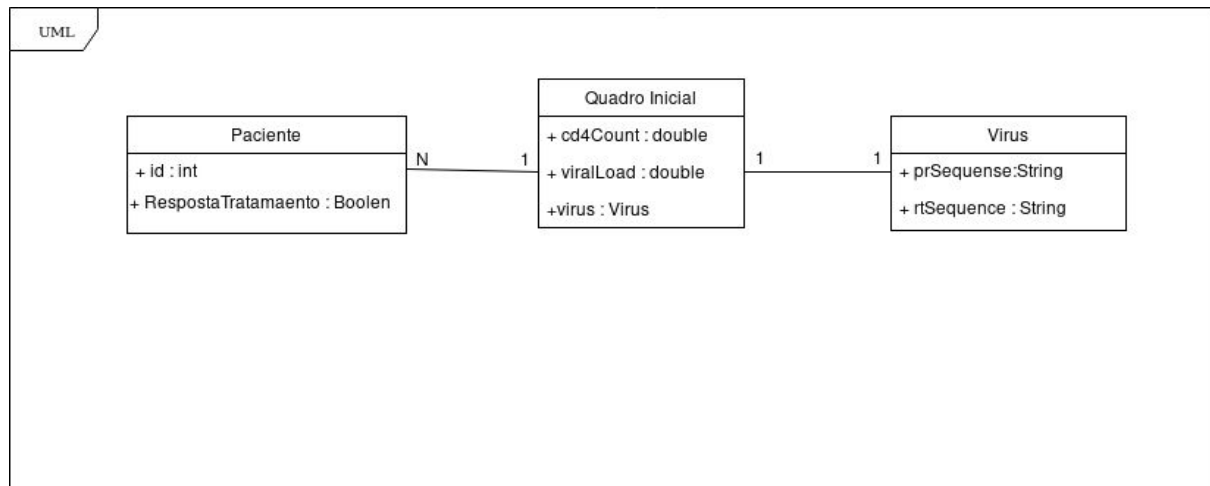 UML
Paciente
+ id : int
+ RespostaTratamaento : Boolen
N
1
Quadro Inicial
+ cd4Count : double
+ viralLoad : double
+virus : Virus
1
1
Virus
+ prSequense:String
+ rtSequence : String